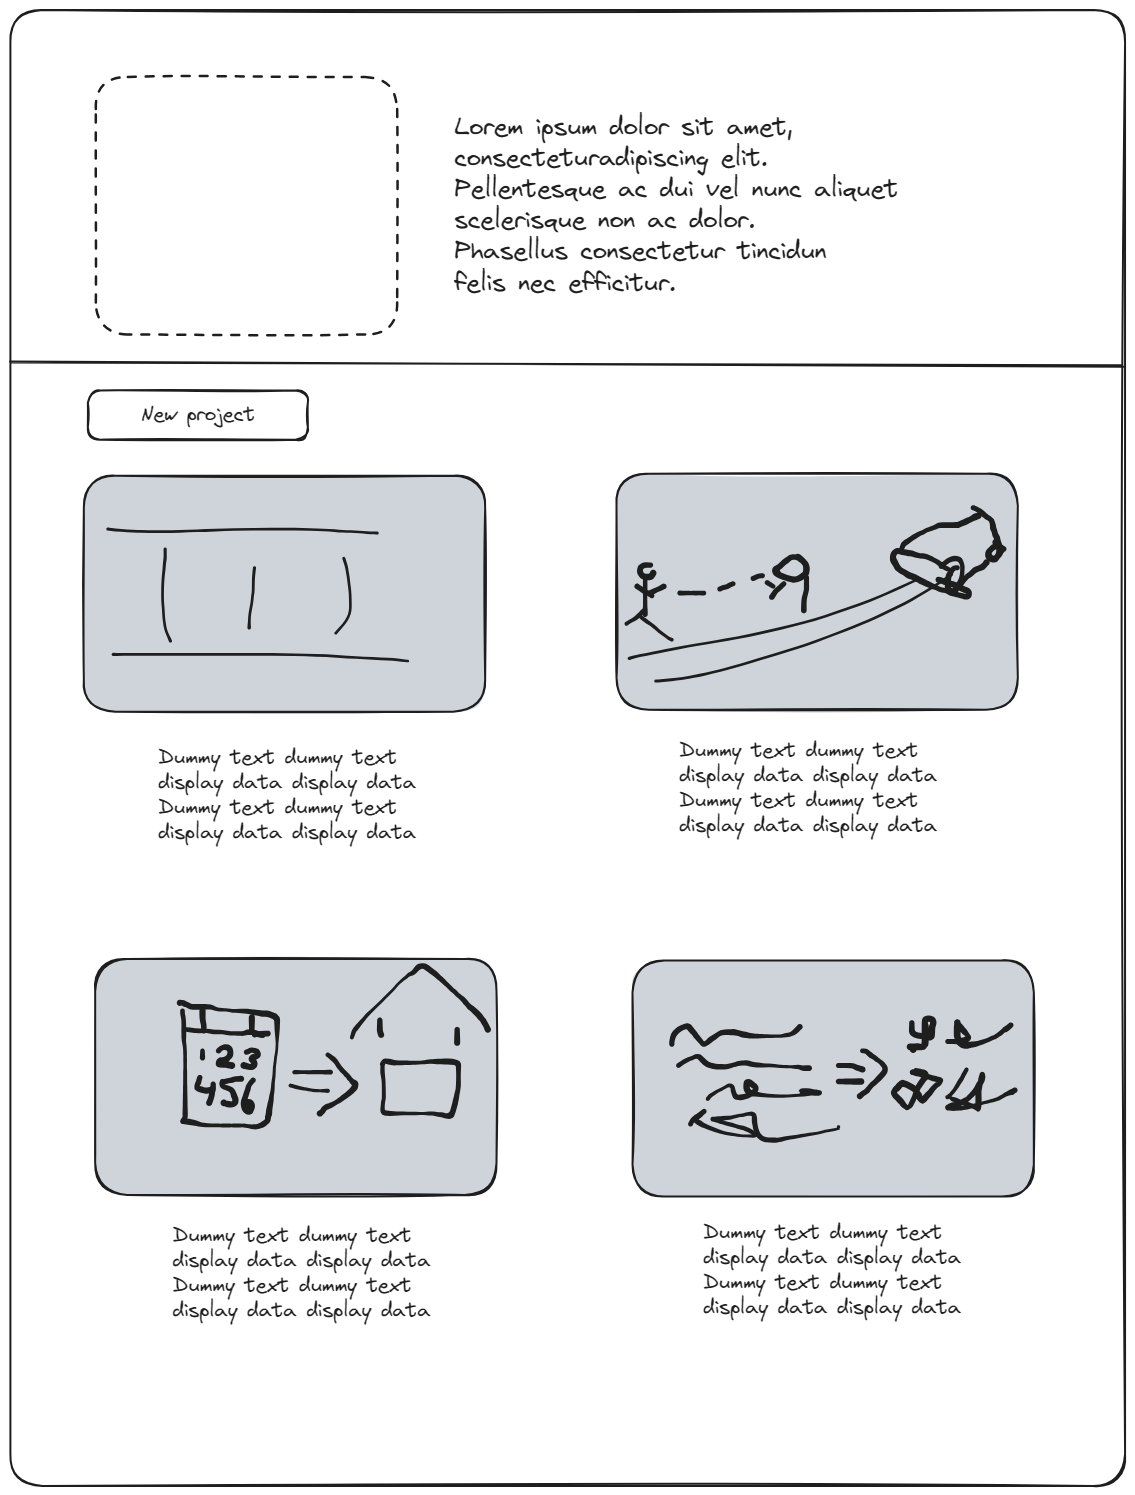 Lorem ipsum dolor sit amet,
consecteturadipiscing elit.
Pellentesque ac dui vel nunc aliquet
scelerisque non ac dolor.
Phasellus consectetur tincidun
felis nec efficitur.
New project
Dummy text dummy text
display data display data
Dummy text dummy text
display data display data
Dummy text dummy text
display data display data
Dummy text dummy text
display data display data
123
456
Dummy text dummy text
display data display data
Dummy text dummy text
display data display data
Dummy text dummy text
display data display data
Dummy text dummy text
display data display data